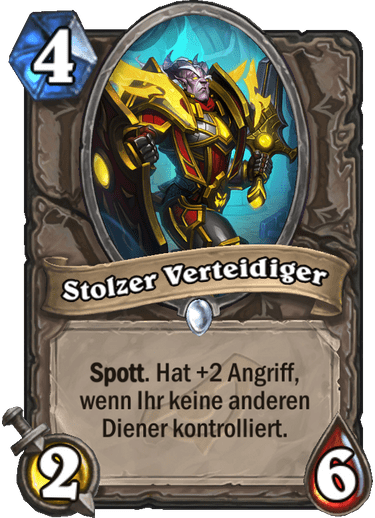 4
Stolzer Verteidiger
Spott. Hat +2 Angriff,
wenn Ihr keine anderen
Diener kontrolliert.
2
6